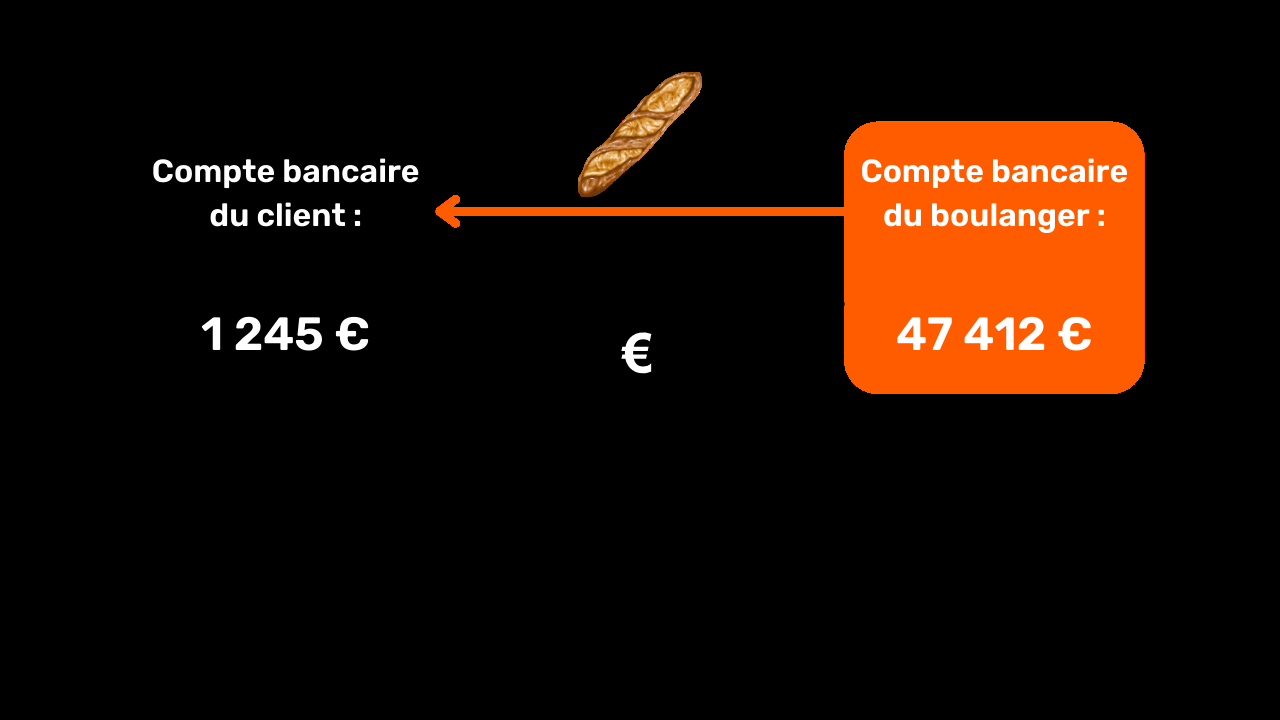 Compte bancaire
du client :
1 245 €
€
Compte bancaire
du boulanger :
47 412 €